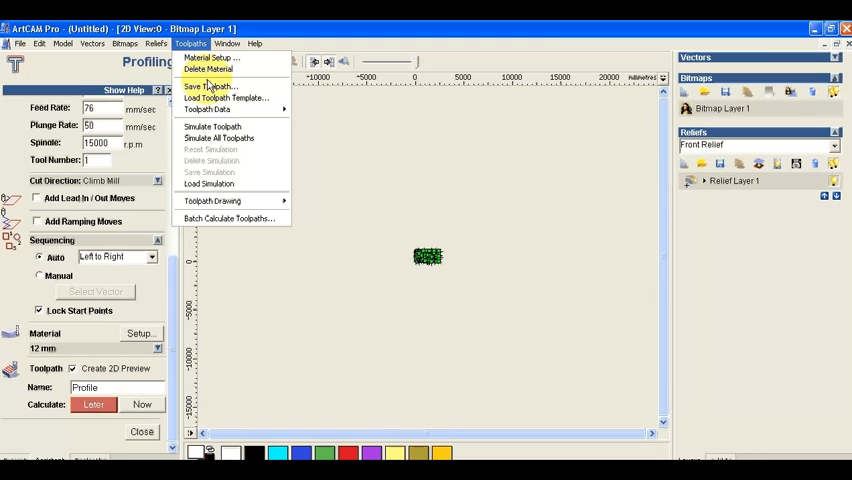 ArtCAM Pro - (Untitled) - [2D View:0 - Bitmap Layer 1]
File Edit Model Vectors Bitmaps Reliefs Toolpaths Window Help
Profiling
Show Help
Feed Rate: 76 mm/sec
Plunge Rate: 50 mm/sec
Spindle: 15000 r.p.m
Tool Number: 1
Cut Direction: Climb Mill
Add Lead In / Out Moves
Add Ramping Moves
Sequencing
Auto Left to Right
Manual
Select Vector
Lock Start Points
Material Setup...
12 mm
Toolpath Create 2D Preview
Name: Profile
Calculate: Later Now
Close
Material Setup ...
Delete Material
Save Toolpath...
Load Toolpath Template...
Toolpath Data
Simulate Toolpath
Simulate All Toolpaths
Reset Simulation
Delete Simulation
Save Simulation
Load Simulation
Toolpath Drawing
Batch Calculate Toolpaths...
-10000 -5000 0 5000 10000 millimetres
0
-5000
-10000
-15000
Vectors
Bitmaps
Bitmap Layer 1
Reliefs
Front Relief
Relief Layer 1